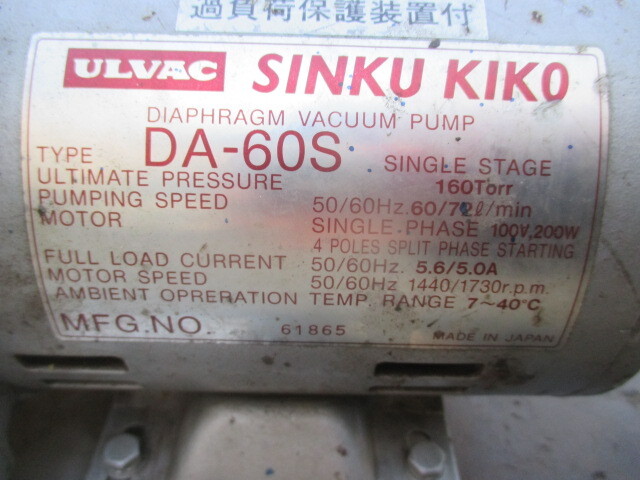 過負荷保護装置付
ULVAC SINKU KIKO
DIAPHRAGM VACUUM PUMP
TYPE DA-60S SINGLE STAGE
ULTIMATE PRESSURE 160Torr
PUMPING SPEED 50/60Hz. 60/72ℓ/min
MOTOR SINGLE-PHASE 100V, 200W
4 POLES SPLIT PHASE STARTING
FULL LOAD CURRENT 50/60Hz. 5.6/5.0A
MOTOR SPEED 50/60Hz 1440/1730r.p.m.
AMBIENT OPRERATION TEMP. RANGE 7~40°C
MFG.NO. 61865
MADE IN JAPAN